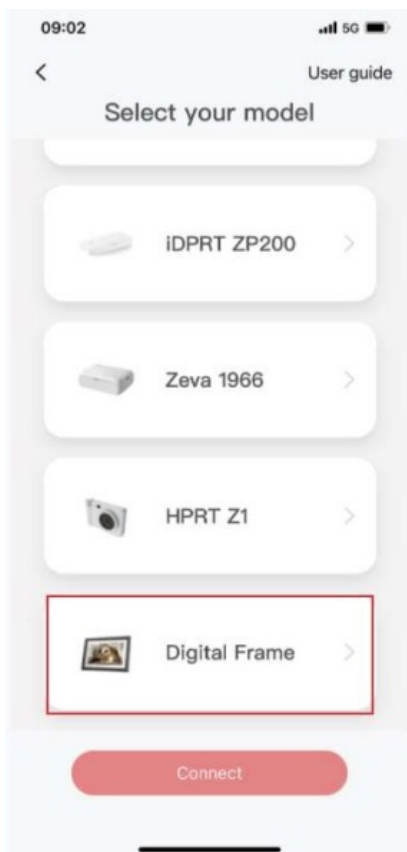 09:02
5G
User guide
Select your model
iDPRT ZP200
Zeva 1966
HPRT Z1
Digital Frame
Connect